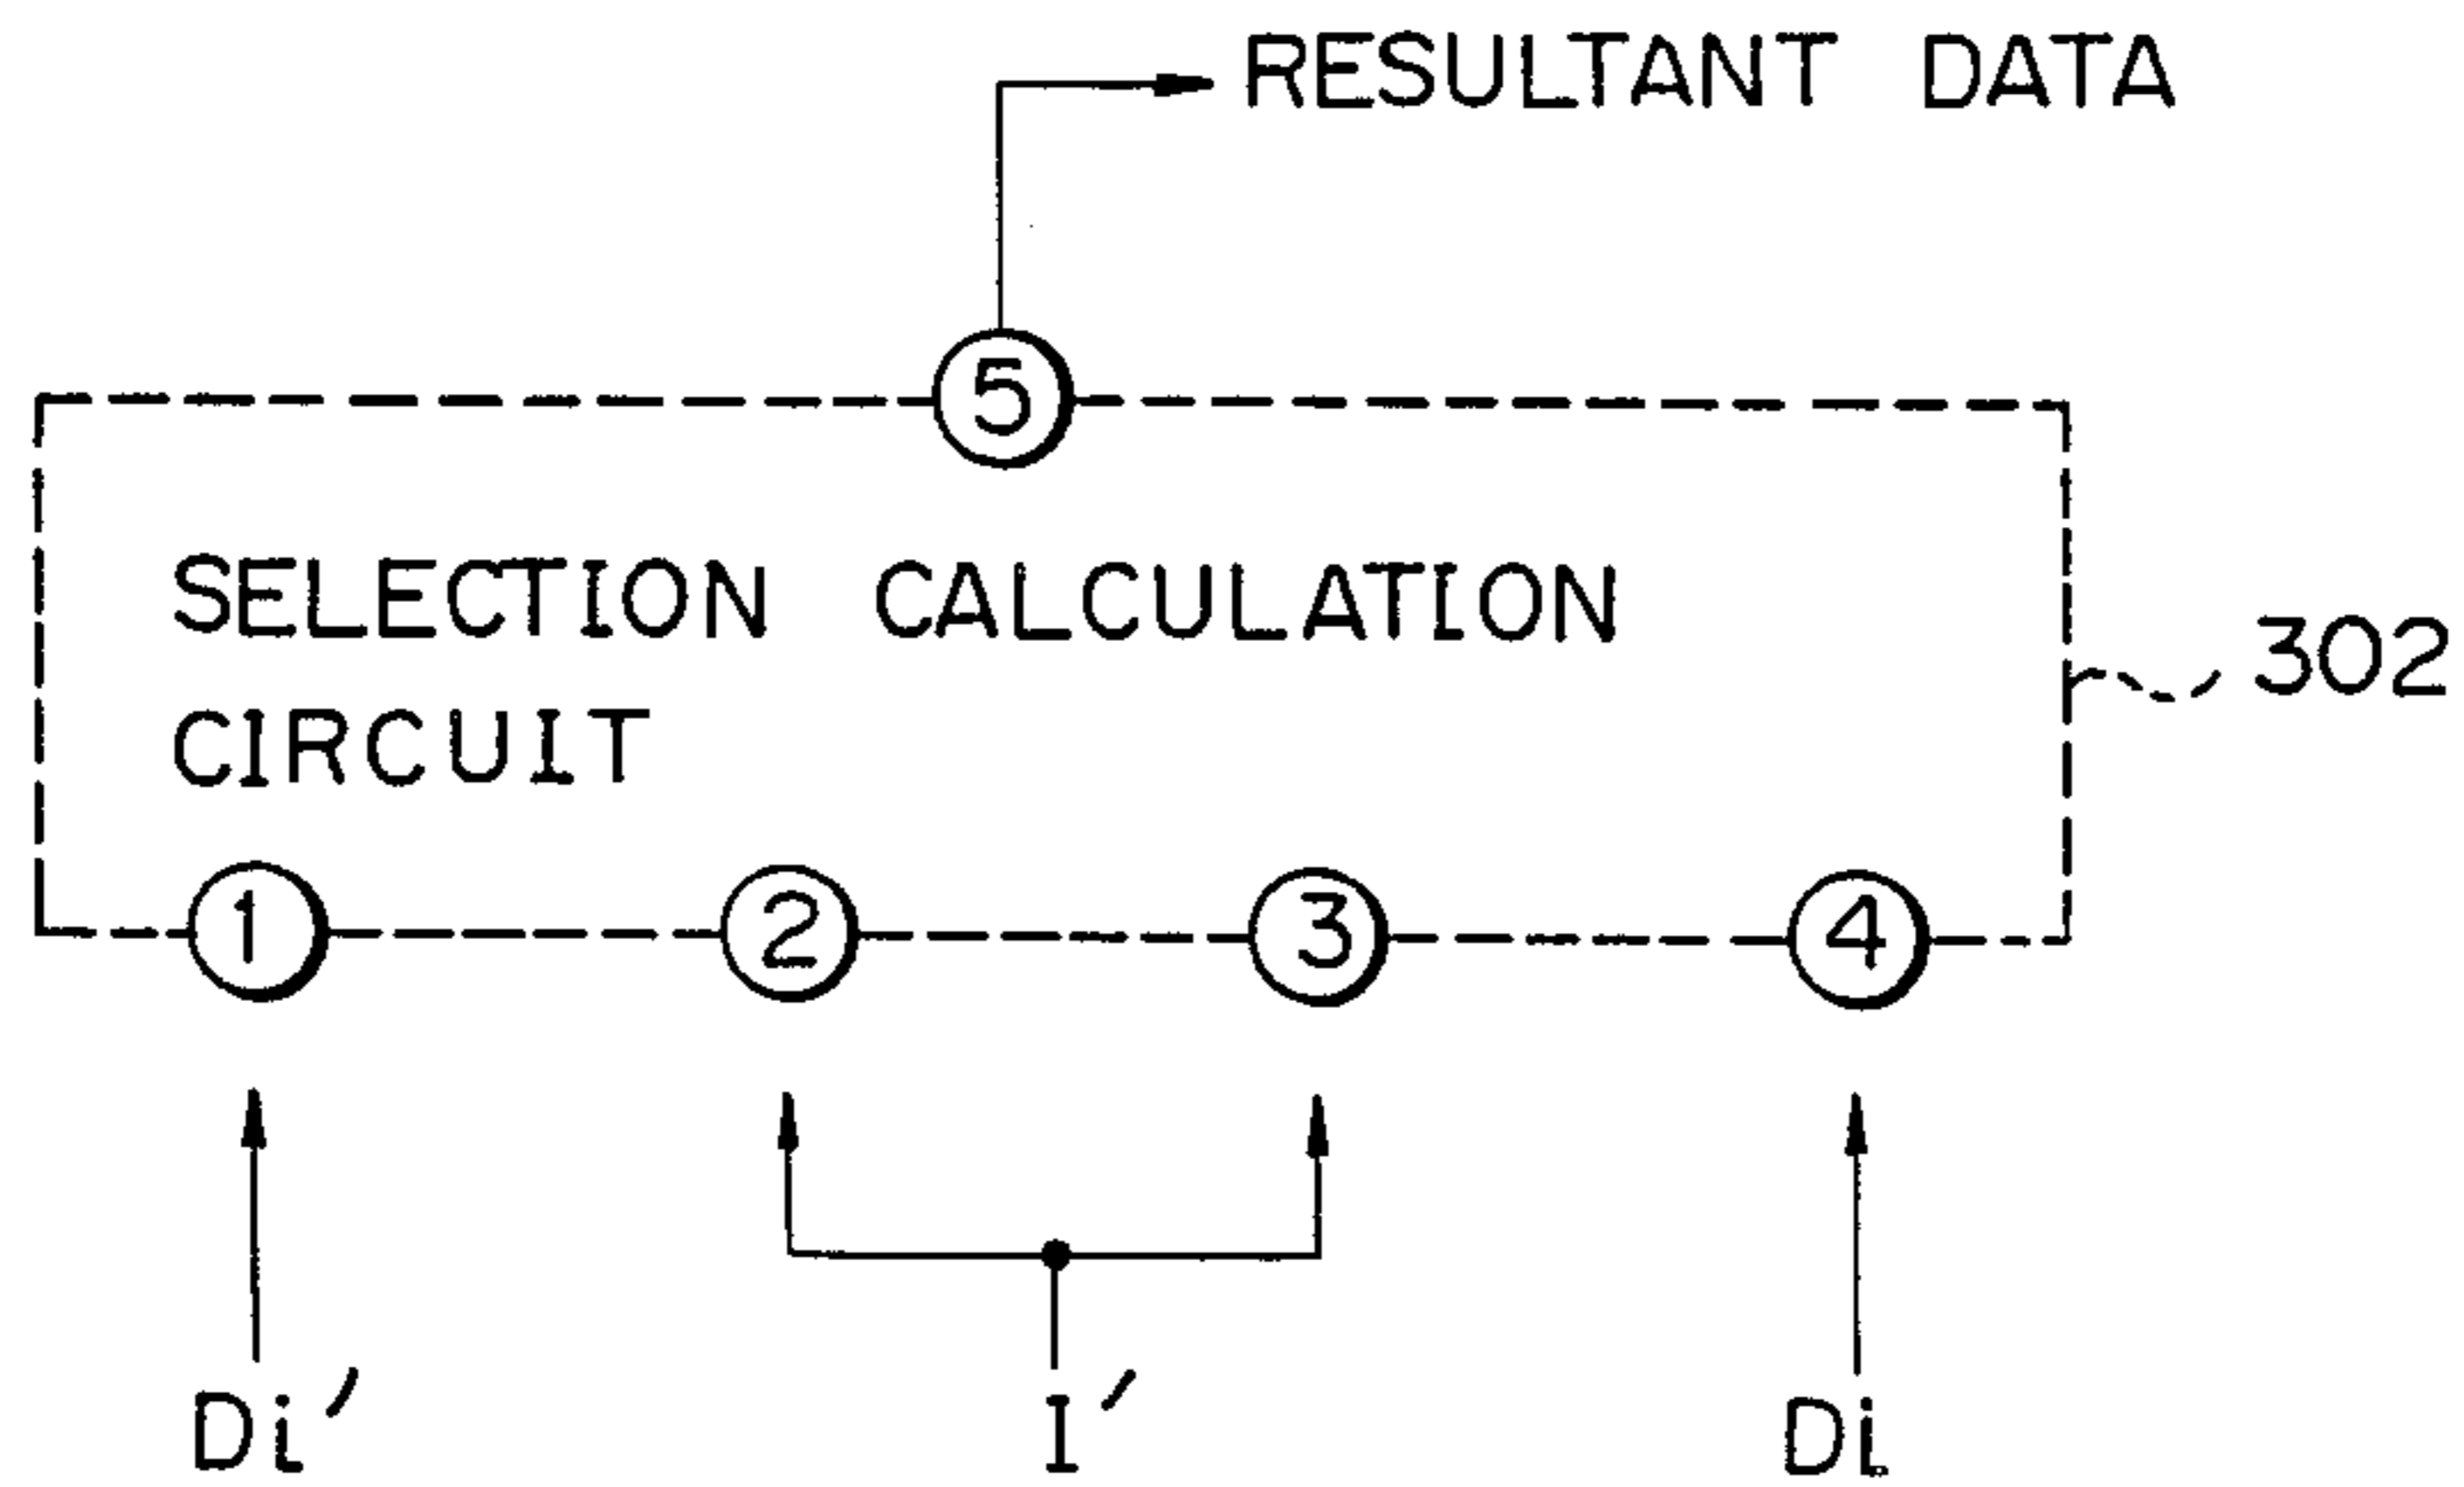 RESULTANT DATA
5
SELECTION CALCULATION
CIRCUIT
302
1 2 3 4
Di′ I′ Di